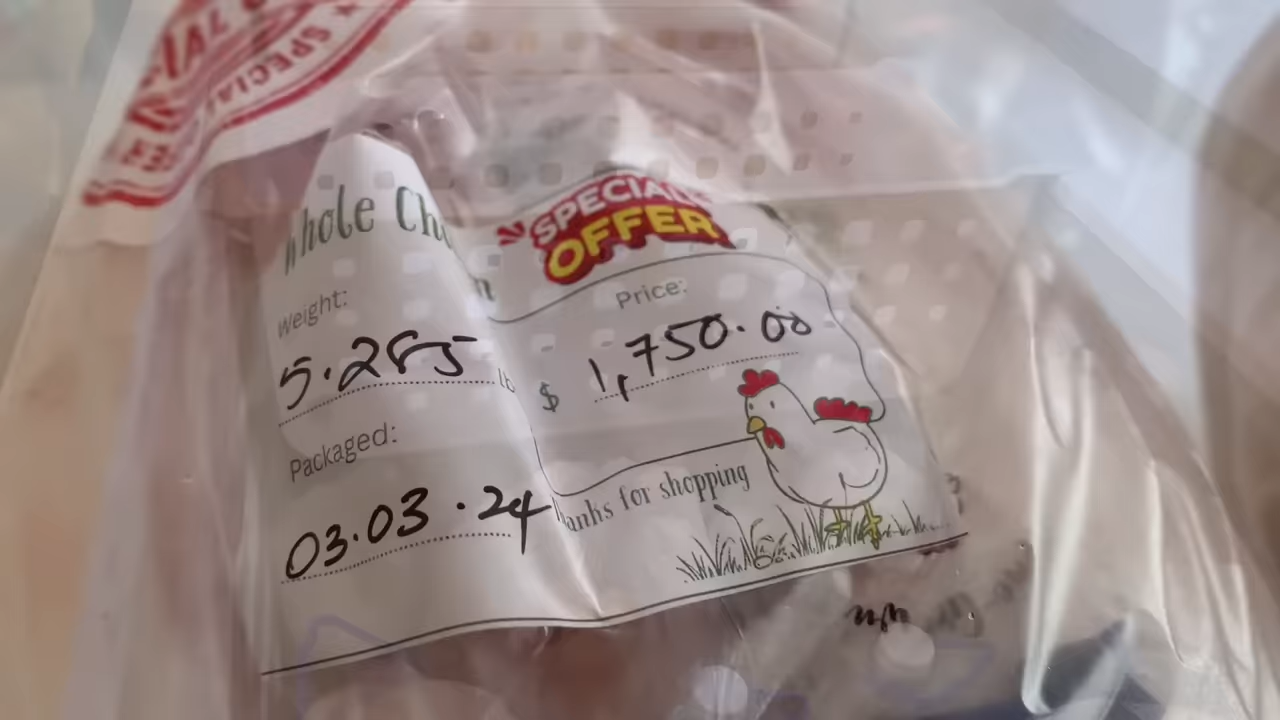 SPECIAL
Whole Ch n
SPECIAL
OFFER
Weight:
5.285 lb
Price:
$ 1,750.00
Packaged:
03.03.24
Thanks for shopping